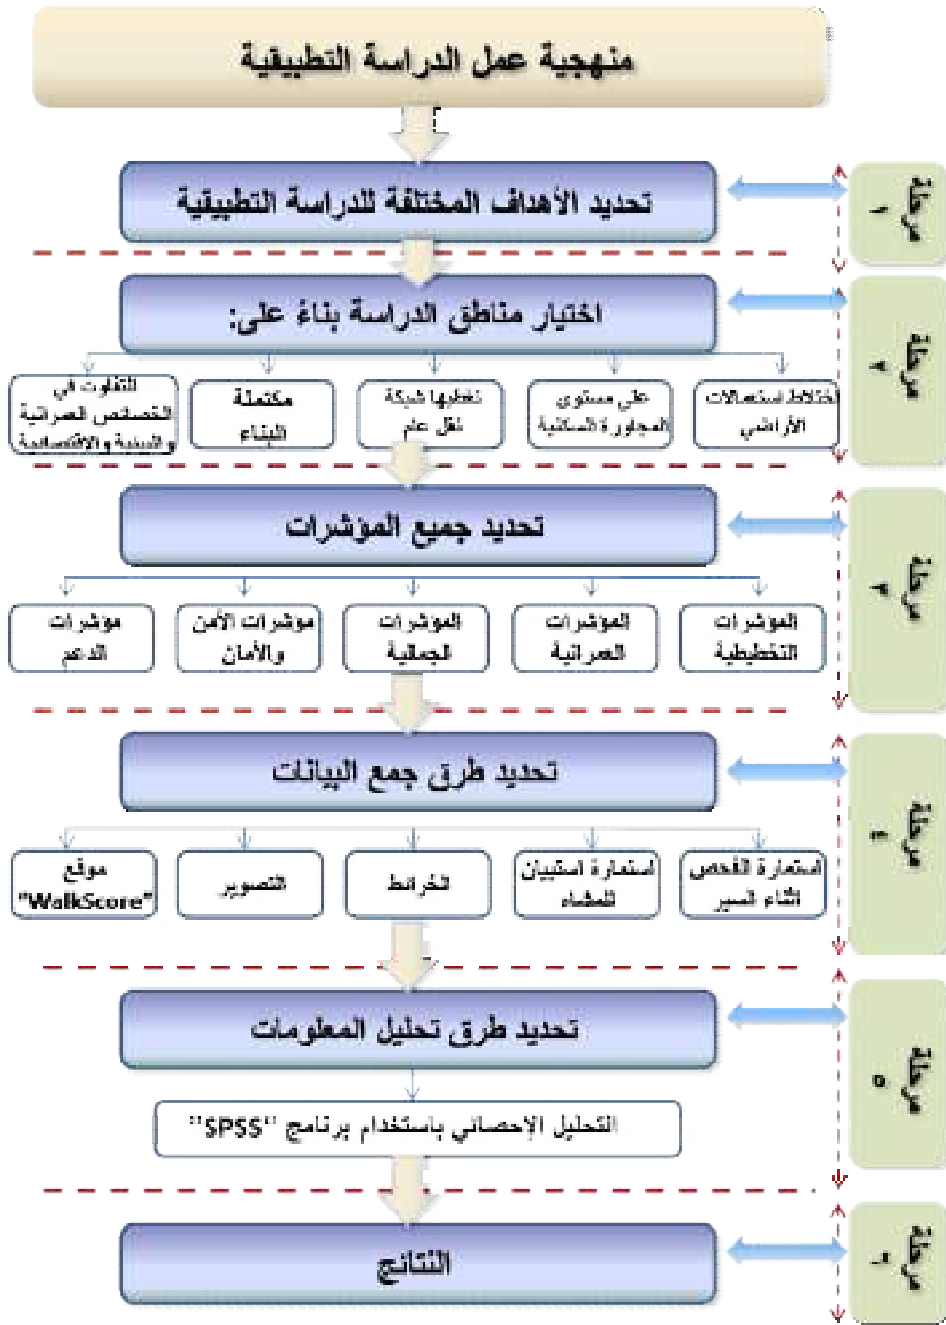 منهجية عمل الدراسة التطبيقية
مرحلة
١
تحديد الأهداف المختلفة للدراسة التطبيقية
مرحلة
٢
اختيار مناطق الدراسة بناءً على:
اختلاط استعمالات
الأراضي
على مستوى
المجاورة السكنية
تغطيها شبكة
نقل عام
مكتملة
البناء
التفاوت في
الخصائص العمرانية
والبيئية والاقتصادية
مرحلة
٣
تحديد جميع المؤشرات
المؤشرات
التخطيطية
المؤشرات
العمرانية
المؤشرات
الجمالية
مؤشرات الأمن
والأمان
مؤشرات
الدعم
مرحلة
٤
تحديد طرق جمع البيانات
استمارة الفحص
أثناء السير
استمارة استبيان
للمشاه
الخرائط
التصوير
موقع
"WalkScore"
مرحلة
٥
تحديد طرق تحليل المعلومات
التحليل الإحصائي باستخدام برنامج "SPSS"
مرحلة
٦
النتائج